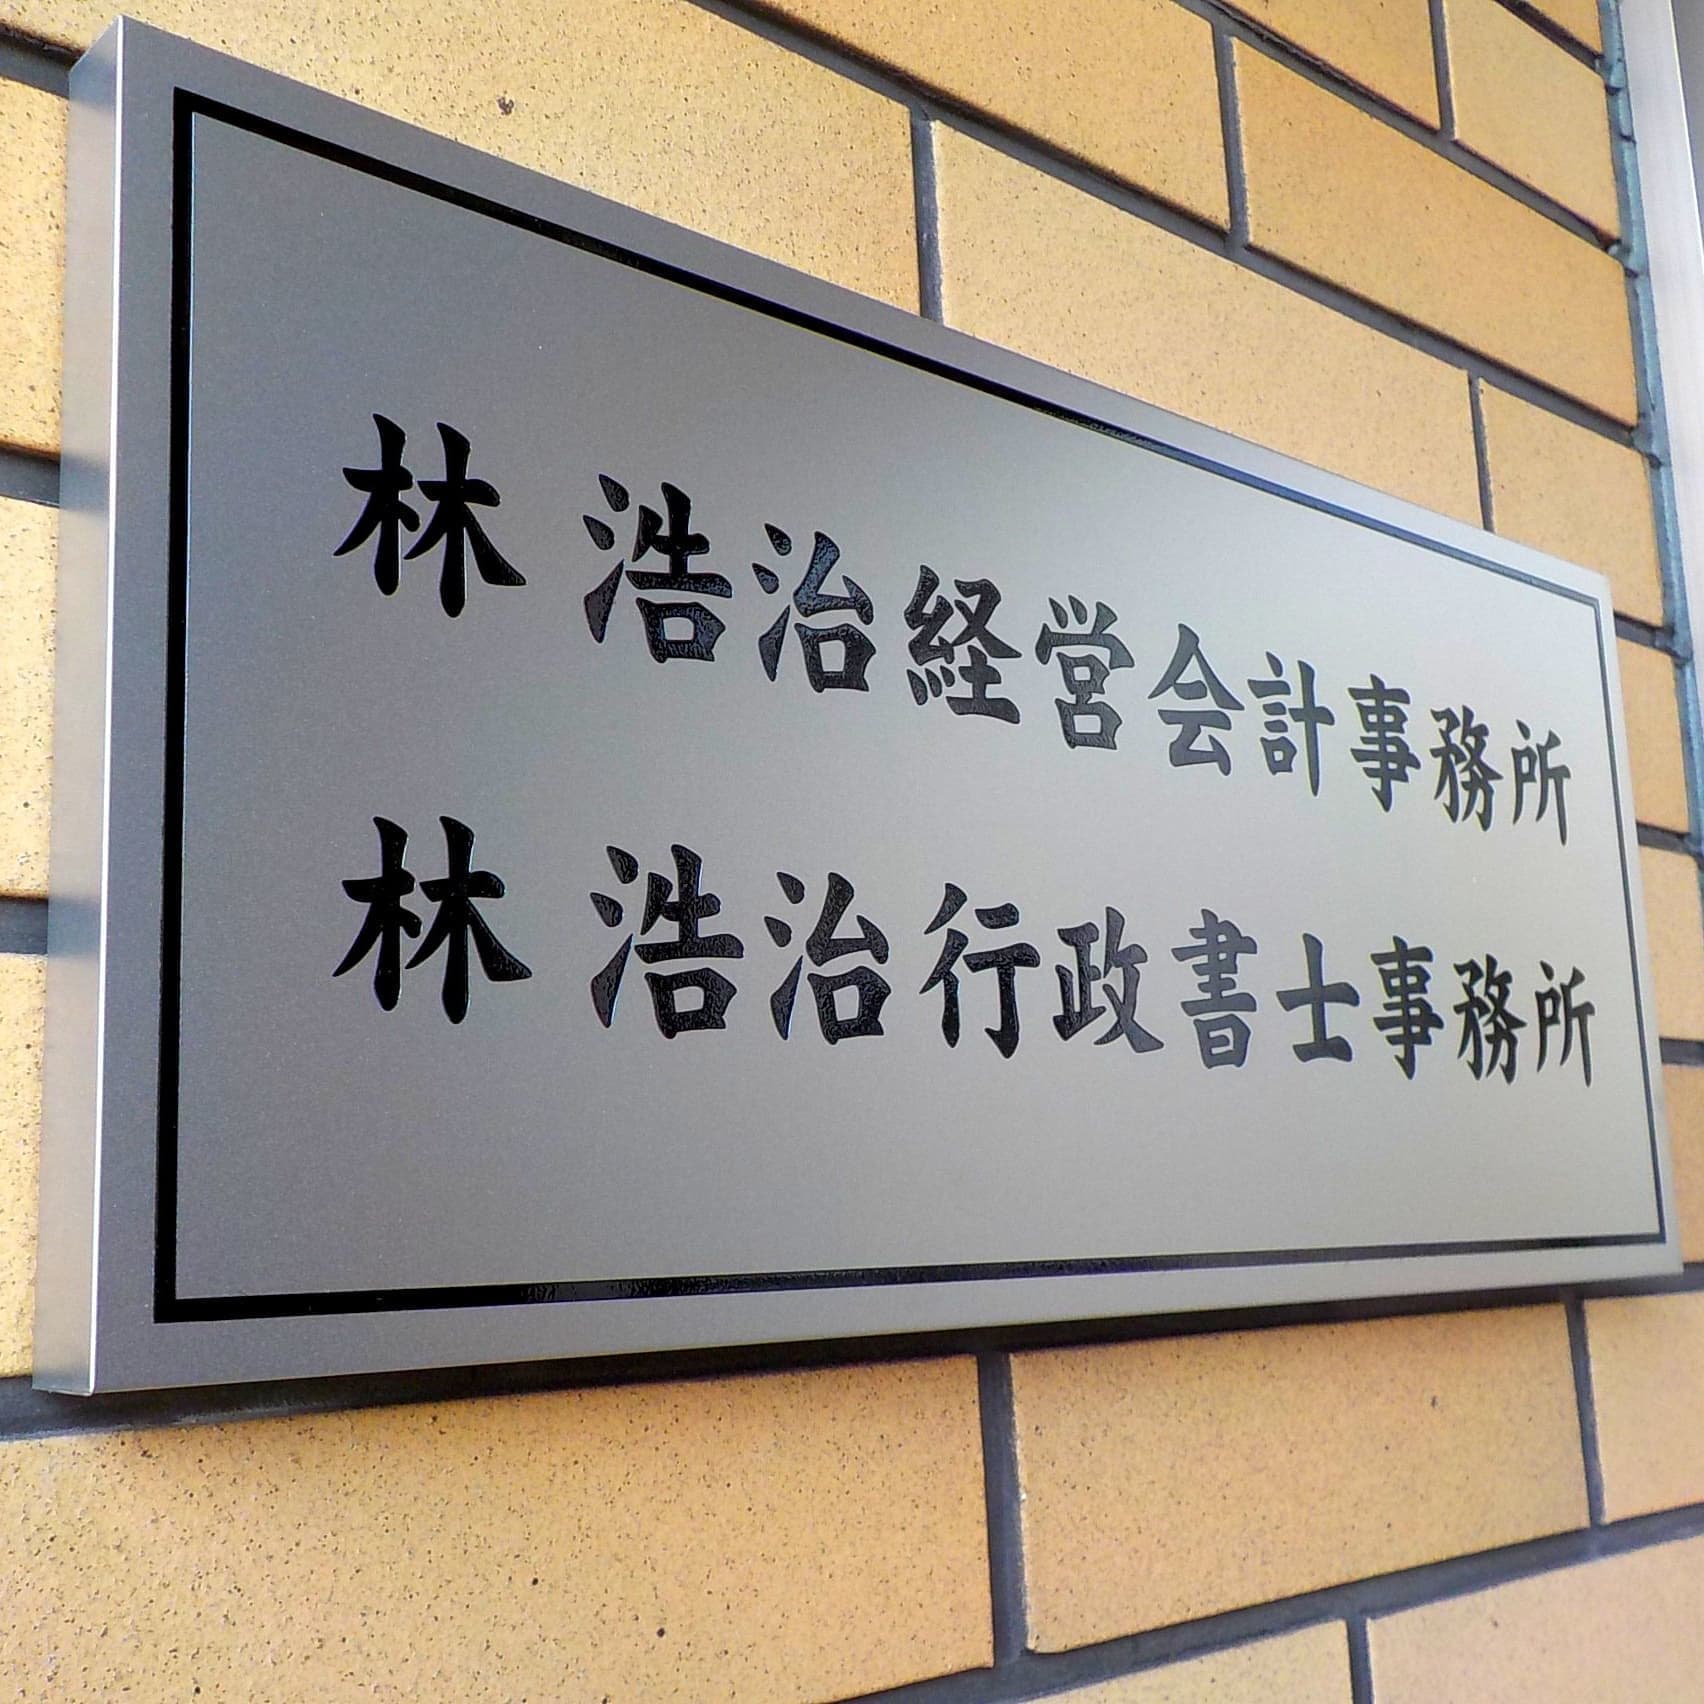 林 浩治経営会計事務所
林 浩治行政書士事務所